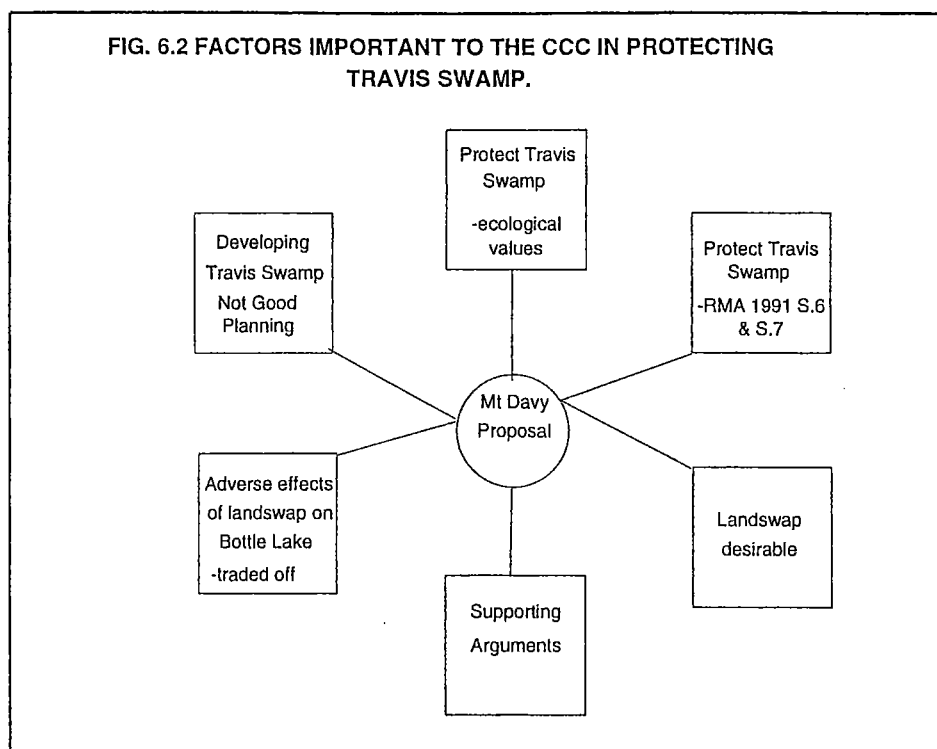 FIG. 6.2 FACTORS IMPORTANT TO THE CCC IN PROTECTING
TRAVIS SWAMP.
Protect Travis
Swamp
-ecological
values
Developing
Travis Swamp
Not Good
Planning
Protect Travis
Swamp
-RMA 1991 S.6
& S.7
Mt Davy
Proposal
Adverse effects
of landswap on
Bottle Lake
-traded off
Landswap
desirable
Supporting
Arguments